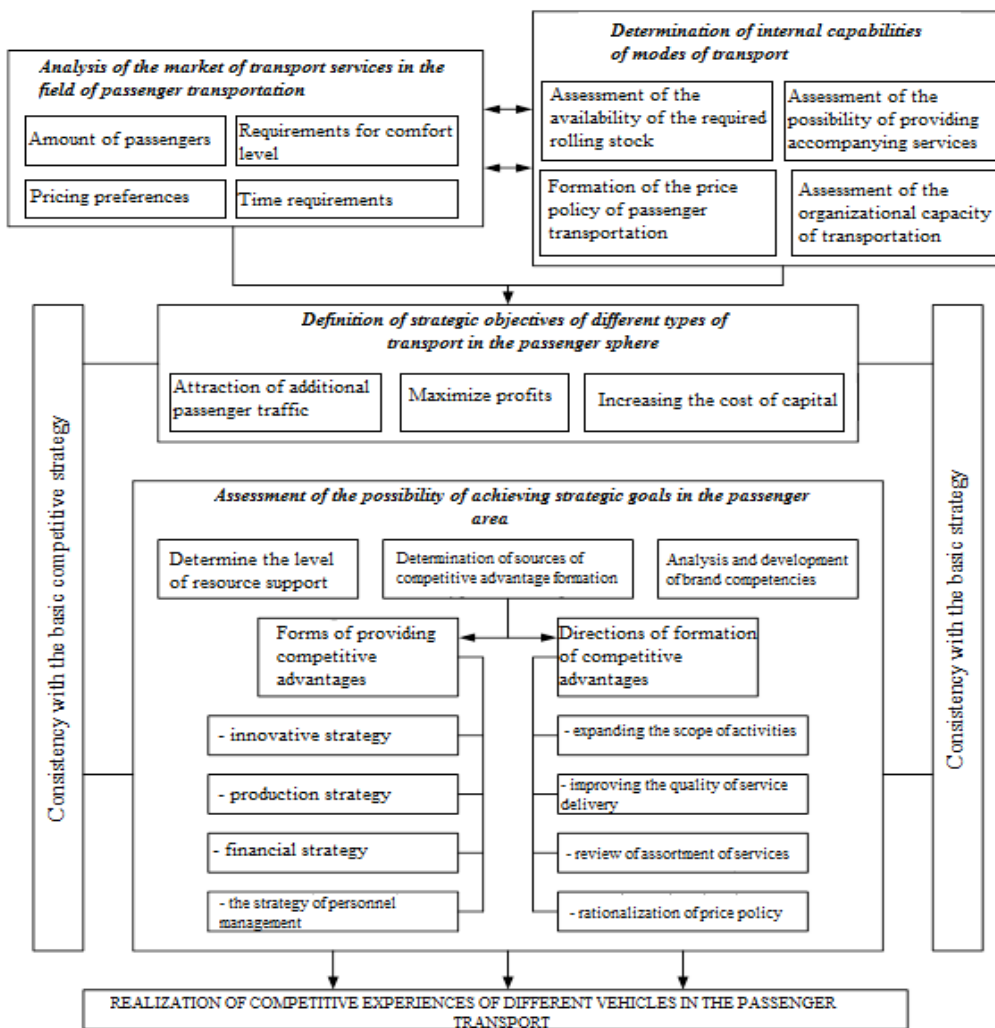 Analysis of the market of transport services in the
field of passenger transportation
Amount of passengers
Requirements for comfort
level
Pricing preferences
Time requirements
Determination of internal capabilities
of modes of transport
Assessment of the
availability of the required
rolling stock
Assessment of the
possibility of providing
accompanying services
Formation of the price
policy of passenger
transportation
Assessment of the
organizational capacity
of transportation
Definition of strategic objectives of different types of
transport in the passenger sphere
Attraction of additional
passenger traffic
Maximize profits
Increasing the cost of capital
Consistency with the basic competitive strategy
Consistency with the basic strategy
Assessment of the possibility of achieving strategic goals in the passenger
area
Determine the level
of resource support
Determination of sources of
competitive advantage formation
Analysis and development
of brand competencies
Forms of providing
competitive
advantages
Directions of formation
of competitive
advantages
- innovative strategy
- production strategy
- financial strategy
- the strategy of personnel
management
- expanding the scope of activities
- improving the quality of service
delivery
- review of assortment of services
- rationalization of price policy
REALIZATION OF COMPETITIVE EXPERIENCES OF DIFFERENT VEHICLES IN THE PASSENGER
TRANSPORT